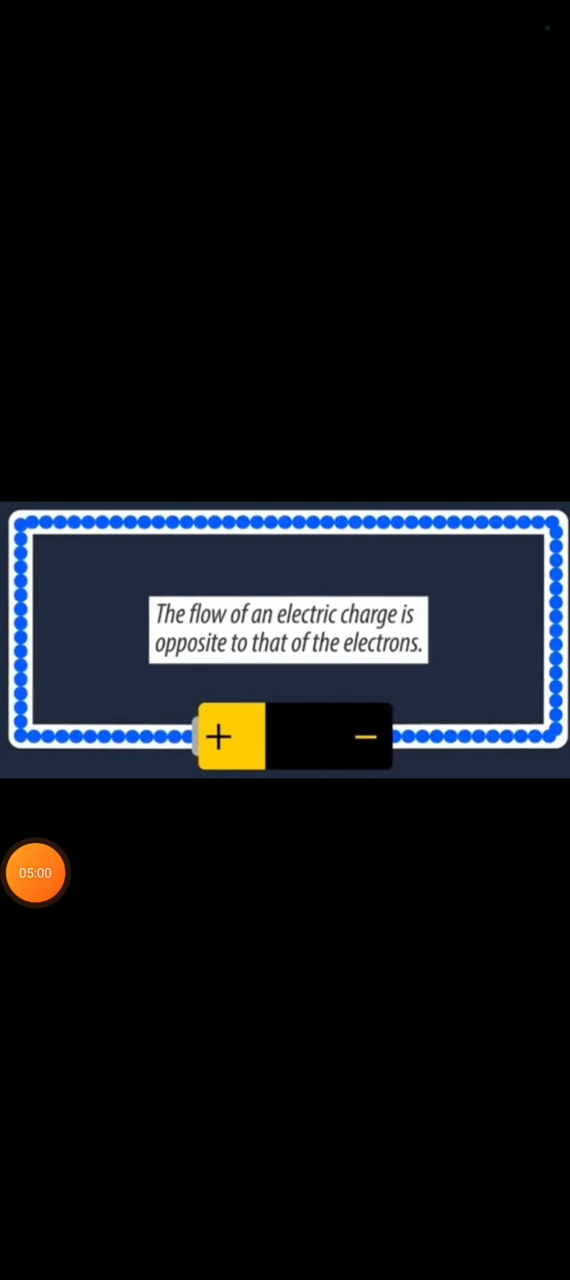 The flow of an electric charge is
opposite to that of the electrons.
+ −
05:00